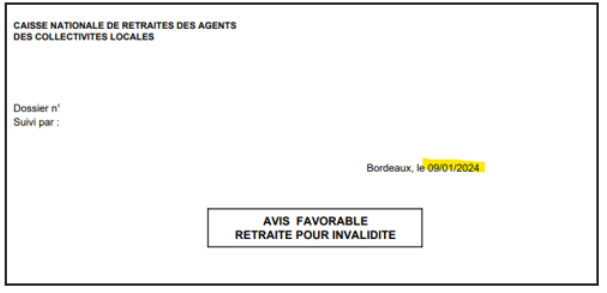 CAISSE NATIONALE DE RETRAITES DES AGENTS
DES COLLECTIVITES LOCALES
Dossier n°
Suivi par :
Bordeaux, le 09/01/2024
AVIS FAVORABLE
RETRAITE POUR INVALIDITE